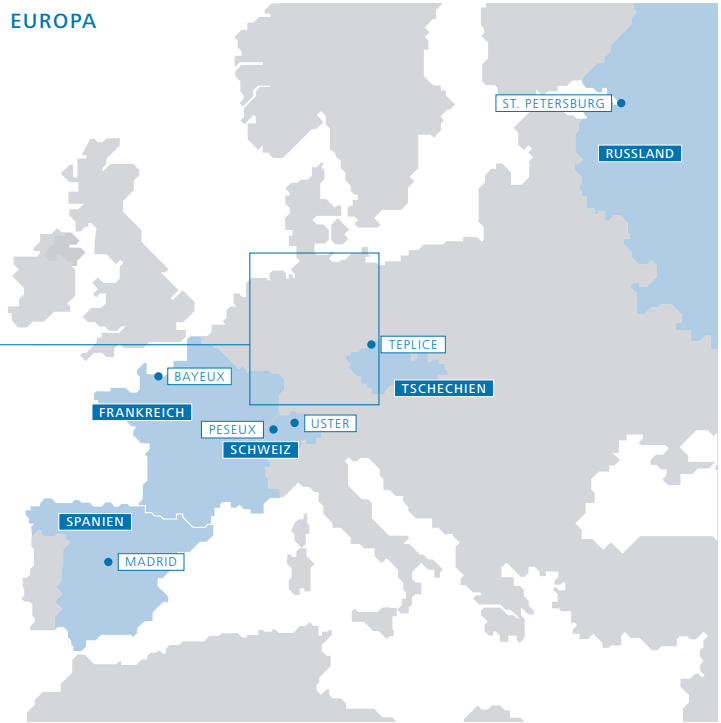 EUROPA
ST. PETERSBURG
RUSSLAND
TEPLICE
BAYEUX
TSCHECHIEN
FRANKREICH
PESEUX
USTER
SCHWEIZ
SPANIEN
MADRID